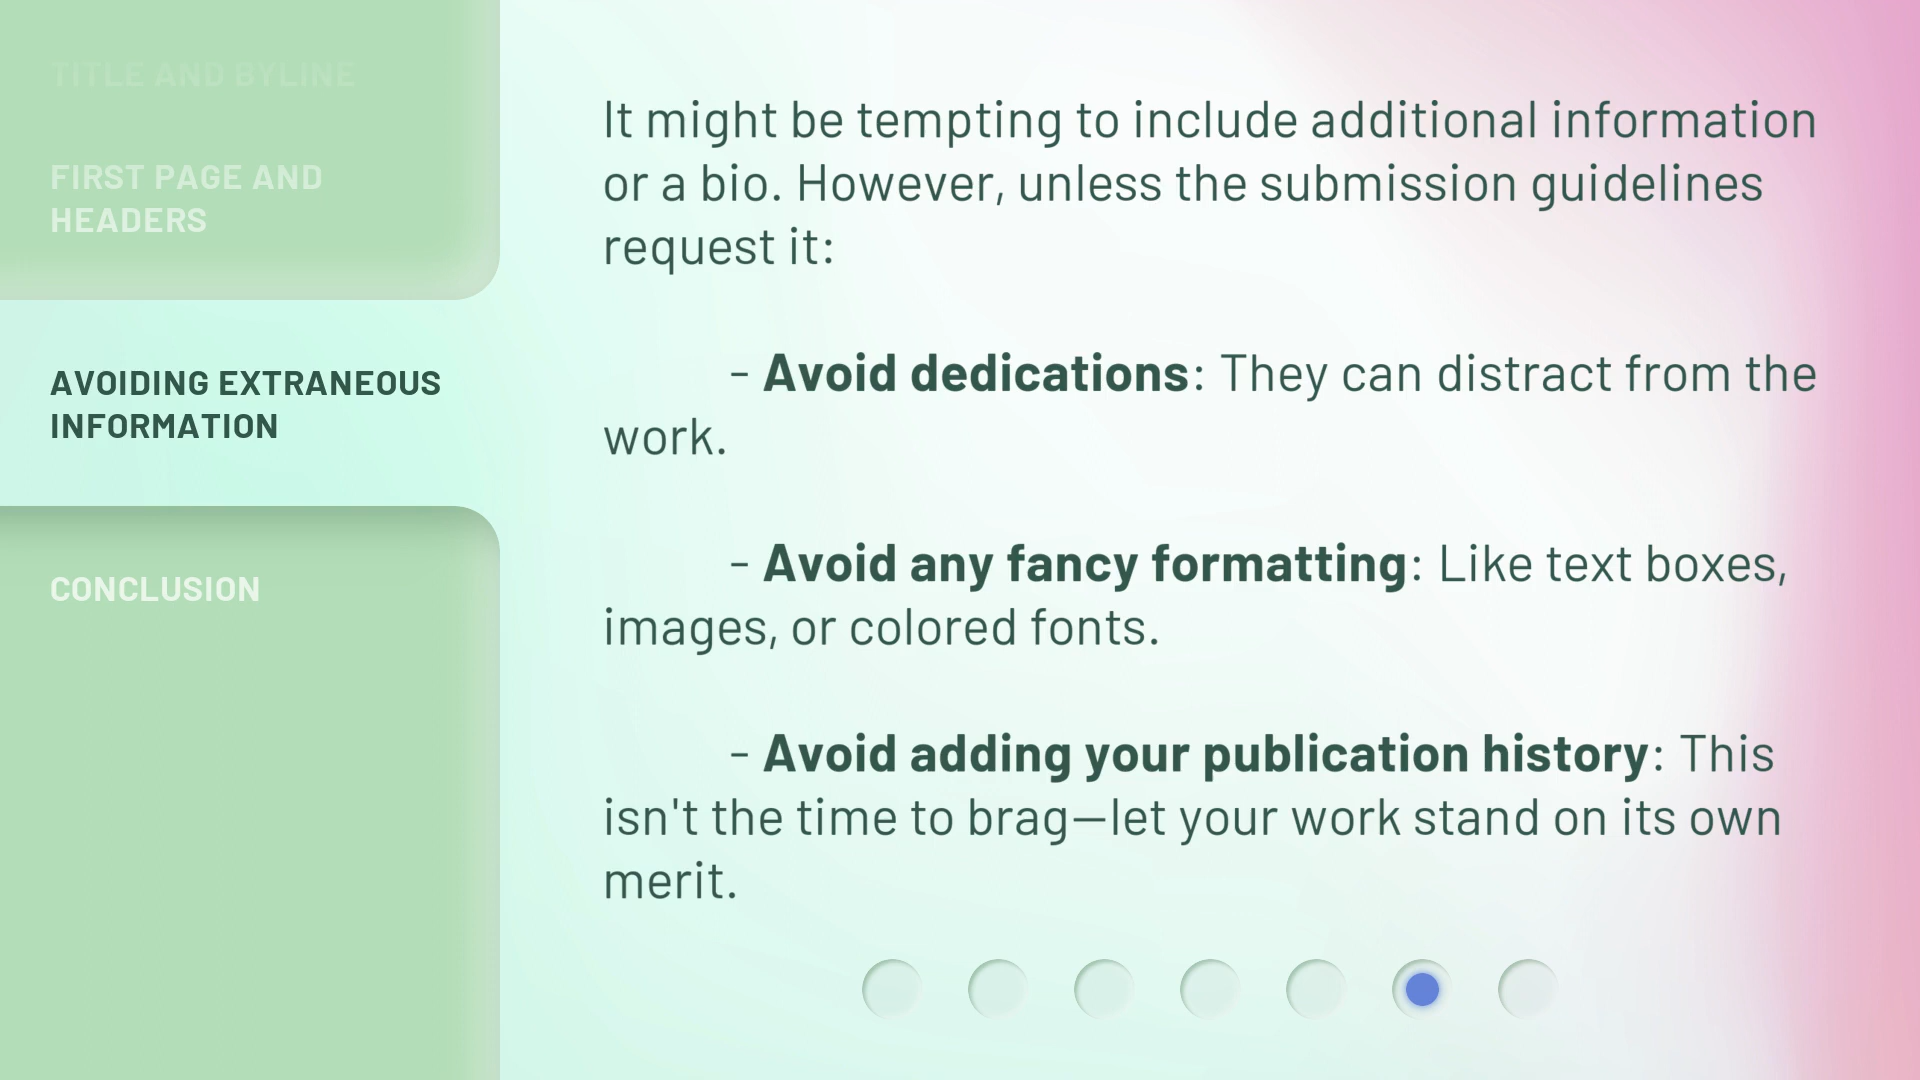 TITLE AND BYLINE
FIRST PAGE AND
HEADERS
AVOIDING EXTRANEOUS
INFORMATION
CONCLUSION
It might be tempting to include additional information
or a bio. However, unless the submission guidelines
request it:
- Avoid dedications: They can distract from the
work.
- Avoid any fancy formatting: Like text boxes,
images, or colored fonts.
- Avoid adding your publication history: This
isn't the time to brag—let your work stand on its own
merit.